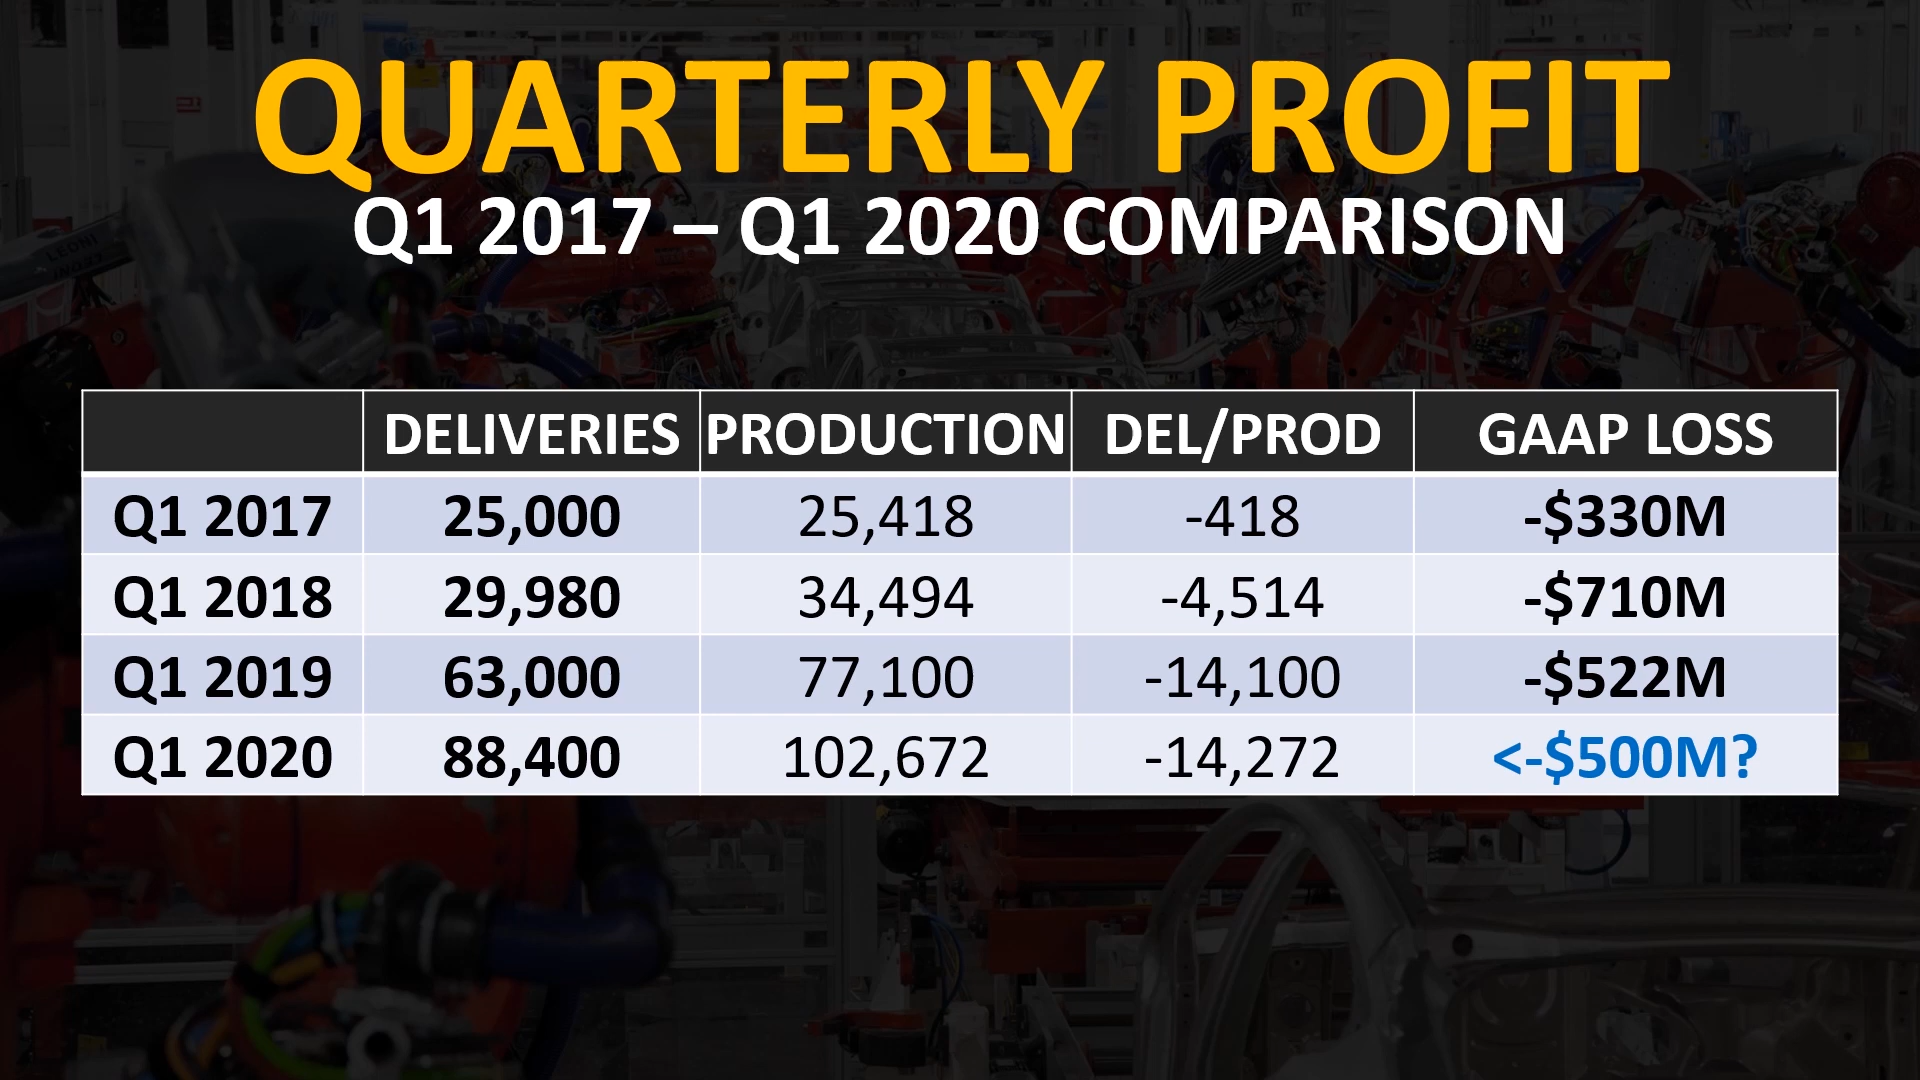 QUARTERLY PROFIT
Q1 2017 – Q1 2020 COMPARISON
DELIVERIES PRODUCTION DEL/PROD GAAP LOSS
Q1 2017 25,000 25,418 -418 -$330M
Q1 2018 29,980 34,494 -4,514 -$710M
Q1 2019 63,000 77,100 -14,100 -$522M
Q1 2020 88,400 102,672 -14,272 <-$500M?
LEONI